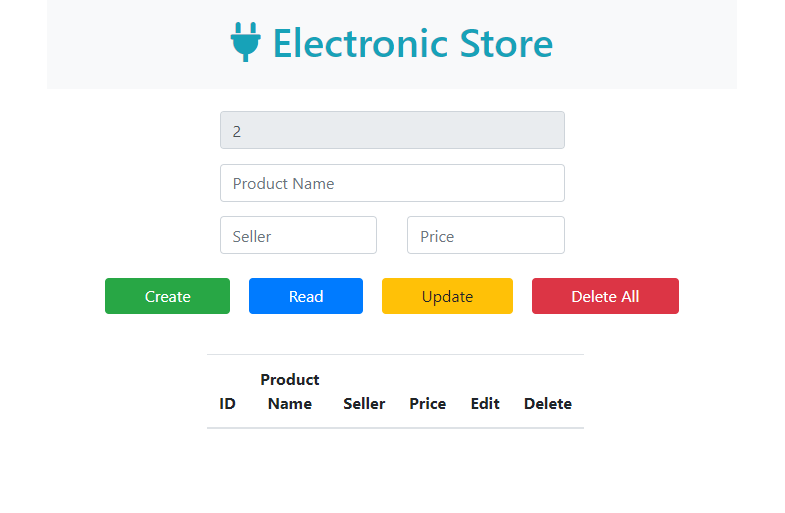 Electronic Store
2
Product Name
Seller Price
Create Read Update Delete All
ID Product Name Seller Price Edit Delete